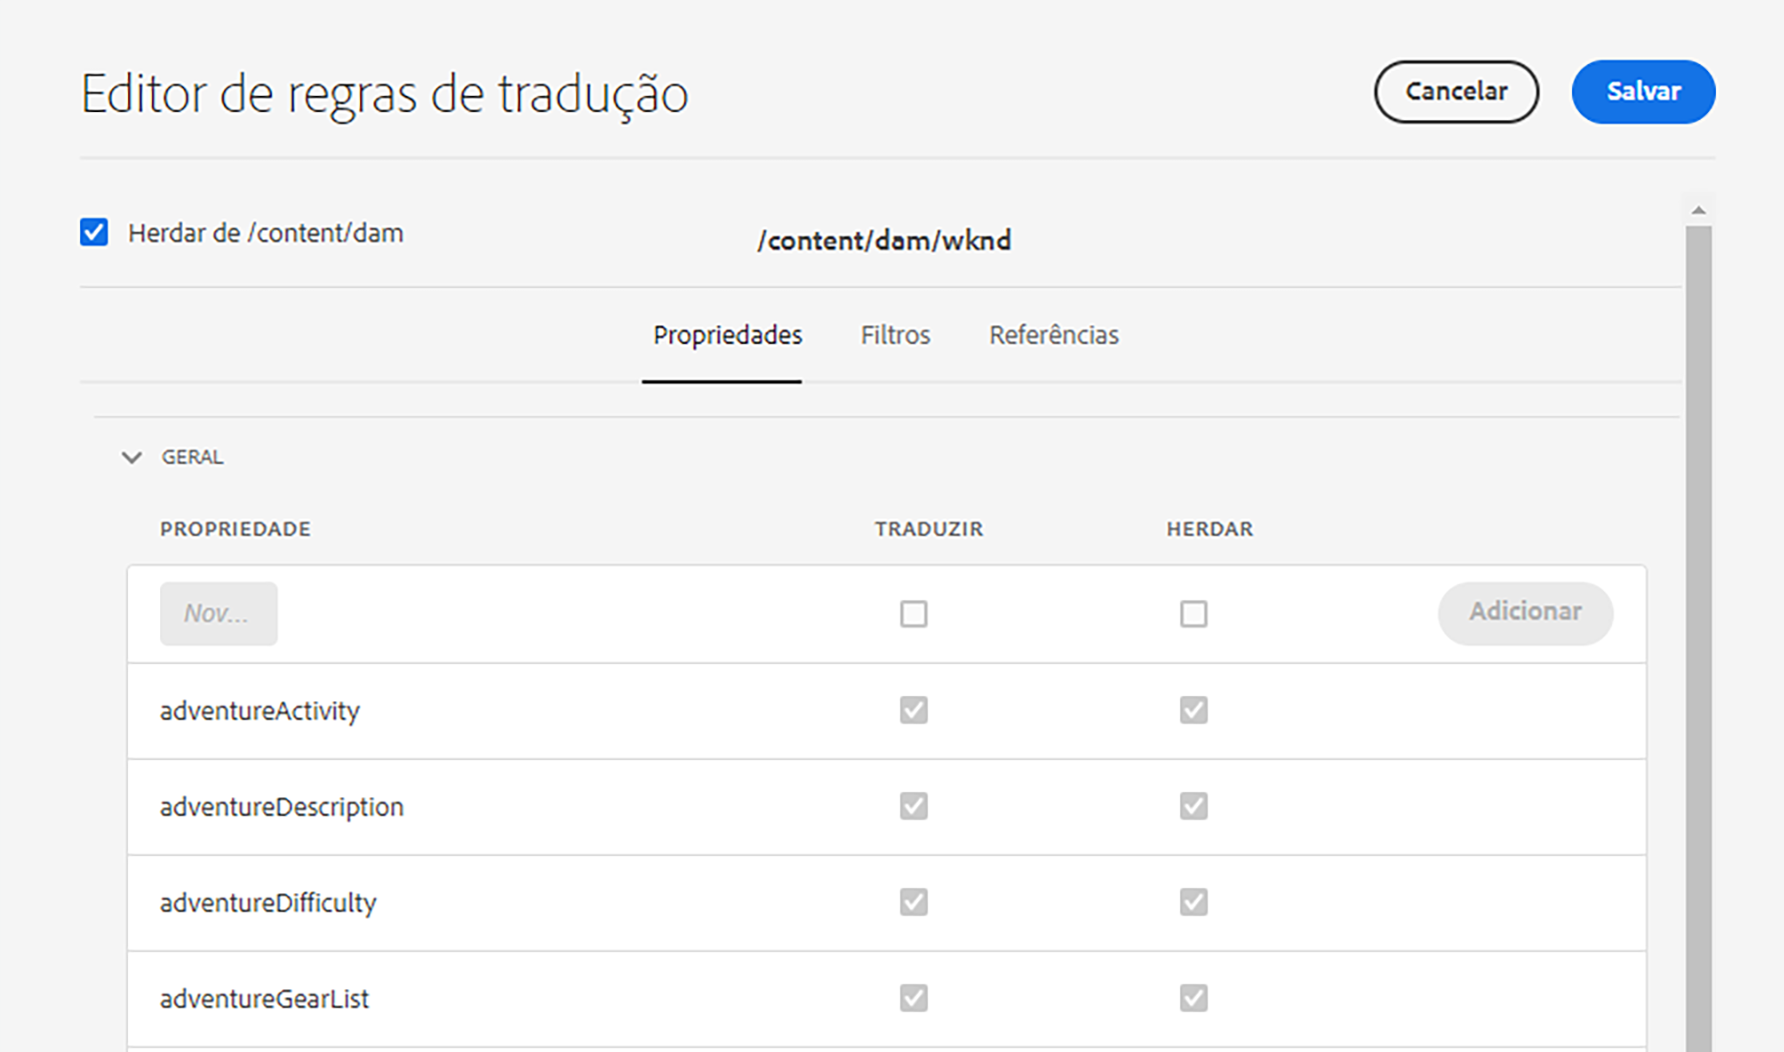 Editor de regras de tradução
Cancelar
Salvar
Herdar de /content/dam
/content/dam/wknd
Propriedades
Filtros
Referências
GERAL
PROPRIEDADE
TRADUZIR
HERDAR
Nov...
Adicionar
adventureActivity
adventureDescription
adventureDifficulty
adventureGearList